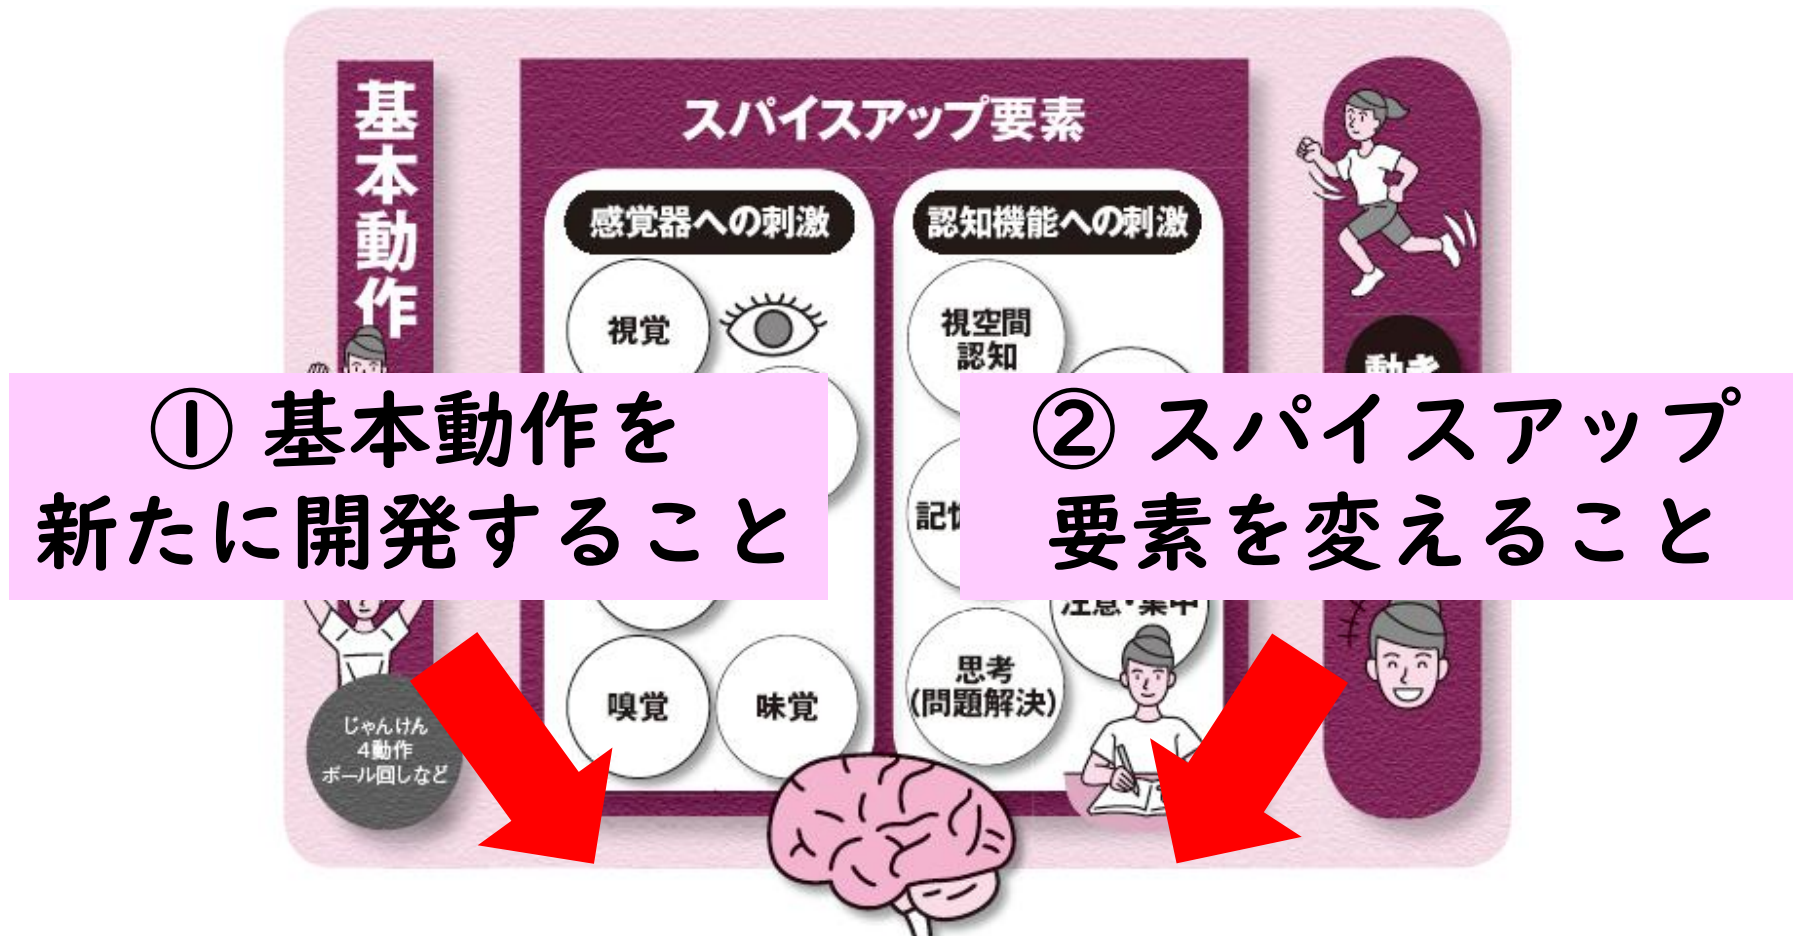 基本動作
スパイスアップ要素
感覚器への刺激
認知機能への刺激
視覚
視空間
認知
① 基本動作を
新たに開発すること
② スパイスアップ
要素を変えること
注意・集中
嗅覚
味覚
思考
(問題解決)
じゃんけん
4動作
ボール回しなど